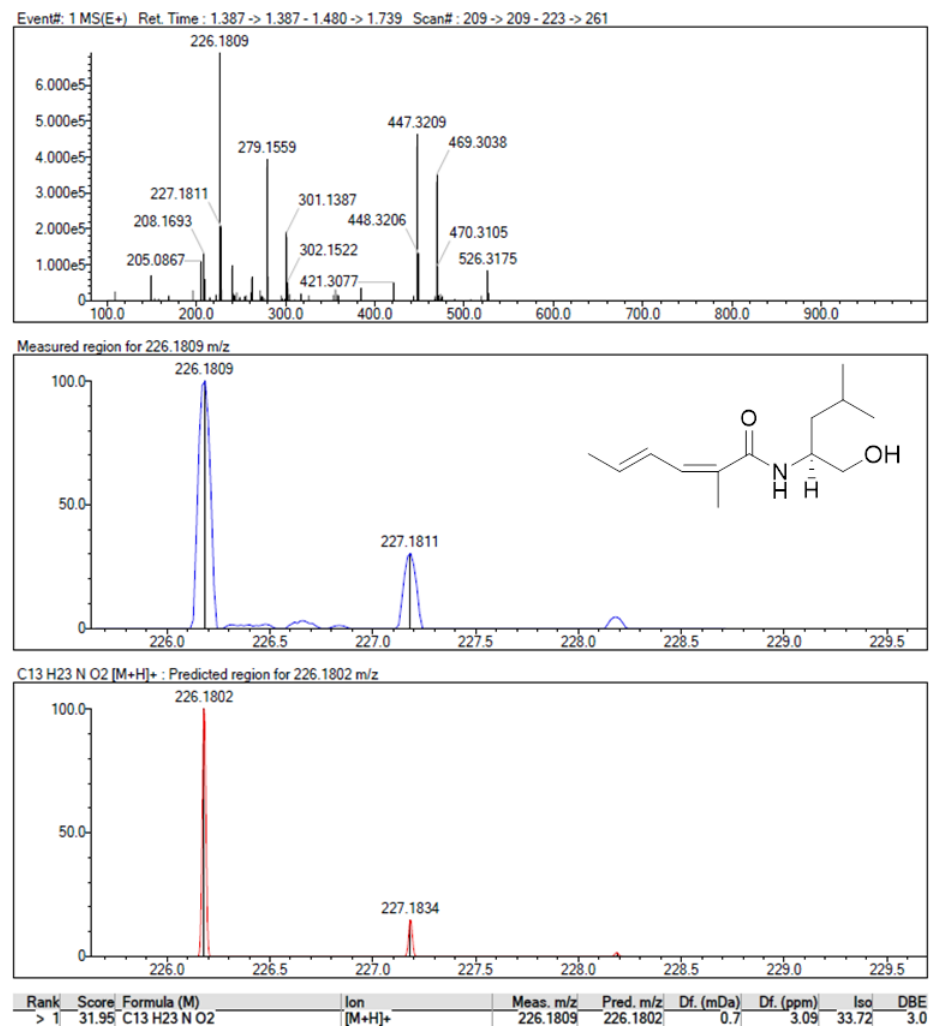 Event#: 1 MS(E+) Ret. Time : 1.387 -> 1.387 - 1.480 -> 1.739 Scan# : 209 -> 209 - 223 -> 261
226.1809
6.000e5
5.000e5
447.3209
469.3038
4.000e5
279.1559
3.000e5
227.1811
301.1387
208.1693
448.3206
2.000e5
470.3105
302.1522
205.0867
526.3175
1.000e5
421.3077
0
100.0 200.0 300.0 400.0 500.0 600.0 700.0 800.0 900.0
Measured region for 226.1809 m/z
226.1809
100.0
O
OH
N
H
H
50.0
227.1811
0
226.0 226.5 227.0 227.5 228.0 228.5 229.0 229.5
C13 H23 N O2 [M+H]+ : Predicted region for 226.1802 m/z
226.1802
100.0
50.0
227.1834
0
226.0 226.5 227.0 227.5 228.0 228.5 229.0 229.5
Rank Score Formula (M) Ion Meas. m/z Pred. m/z Df. (mDa) Df. (ppm) Iso DBE
> 1 31.95 C13 H23 N O2 [M+H]+ 226.1809 226.1802 0.7 3.09 33.72 3.0